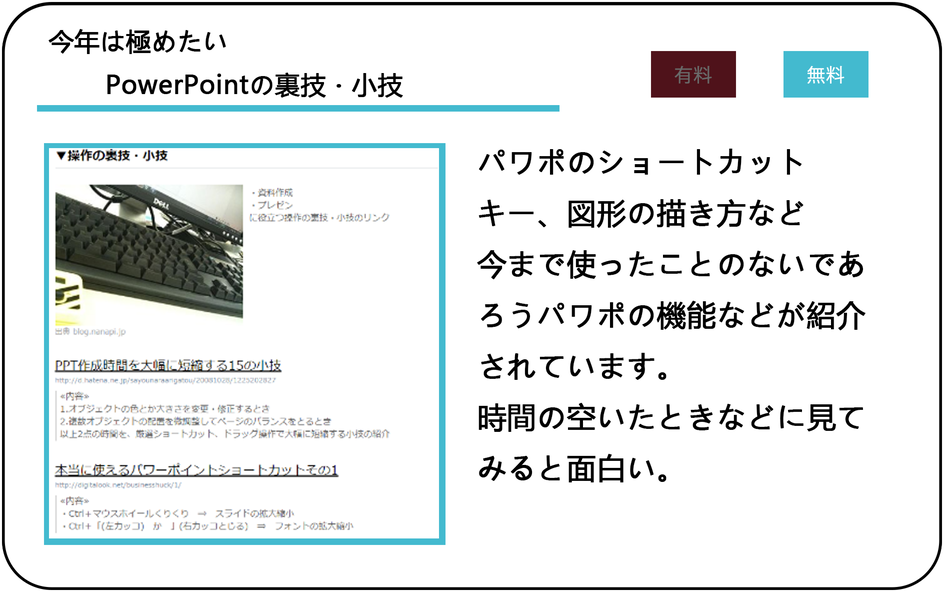 今年は極めたい
PowerPointの裏技・小技
有料
無料
▼操作の裏技・小技
DELL
・資料作成
・プレゼン
に役立つ操作の裏技・小技のリンク
出典 blog.nanapi.jp
PPT作成時間を大幅に短縮する15の小技
≪内容≫
1.オブジェクトの色とか大きさを変更・修正するとき
2.複数オブジェクトの配置を微調整してページのバランスをとるとき
以上2点の時間を、厳選ショートカット、ドラッグ操作で大幅に短縮する小技の紹介
本当に使えるパワーポイントショートカットその1
http://digitalook.net/businesshuck/1/
≪内容≫
・Ctrl＋マウスホイールくりくり　⇒　スライドの拡大縮小
・Ctrl＋「(左カッコ)　か　」(右カッコとじる)　⇒　フォントの拡大縮小
パワポのショートカット
キー、図形の描き方など
今まで使ったことのないであ
ろうパワポの機能などが紹介
されています。
時間の空いたときなどに見て
みると面白い。